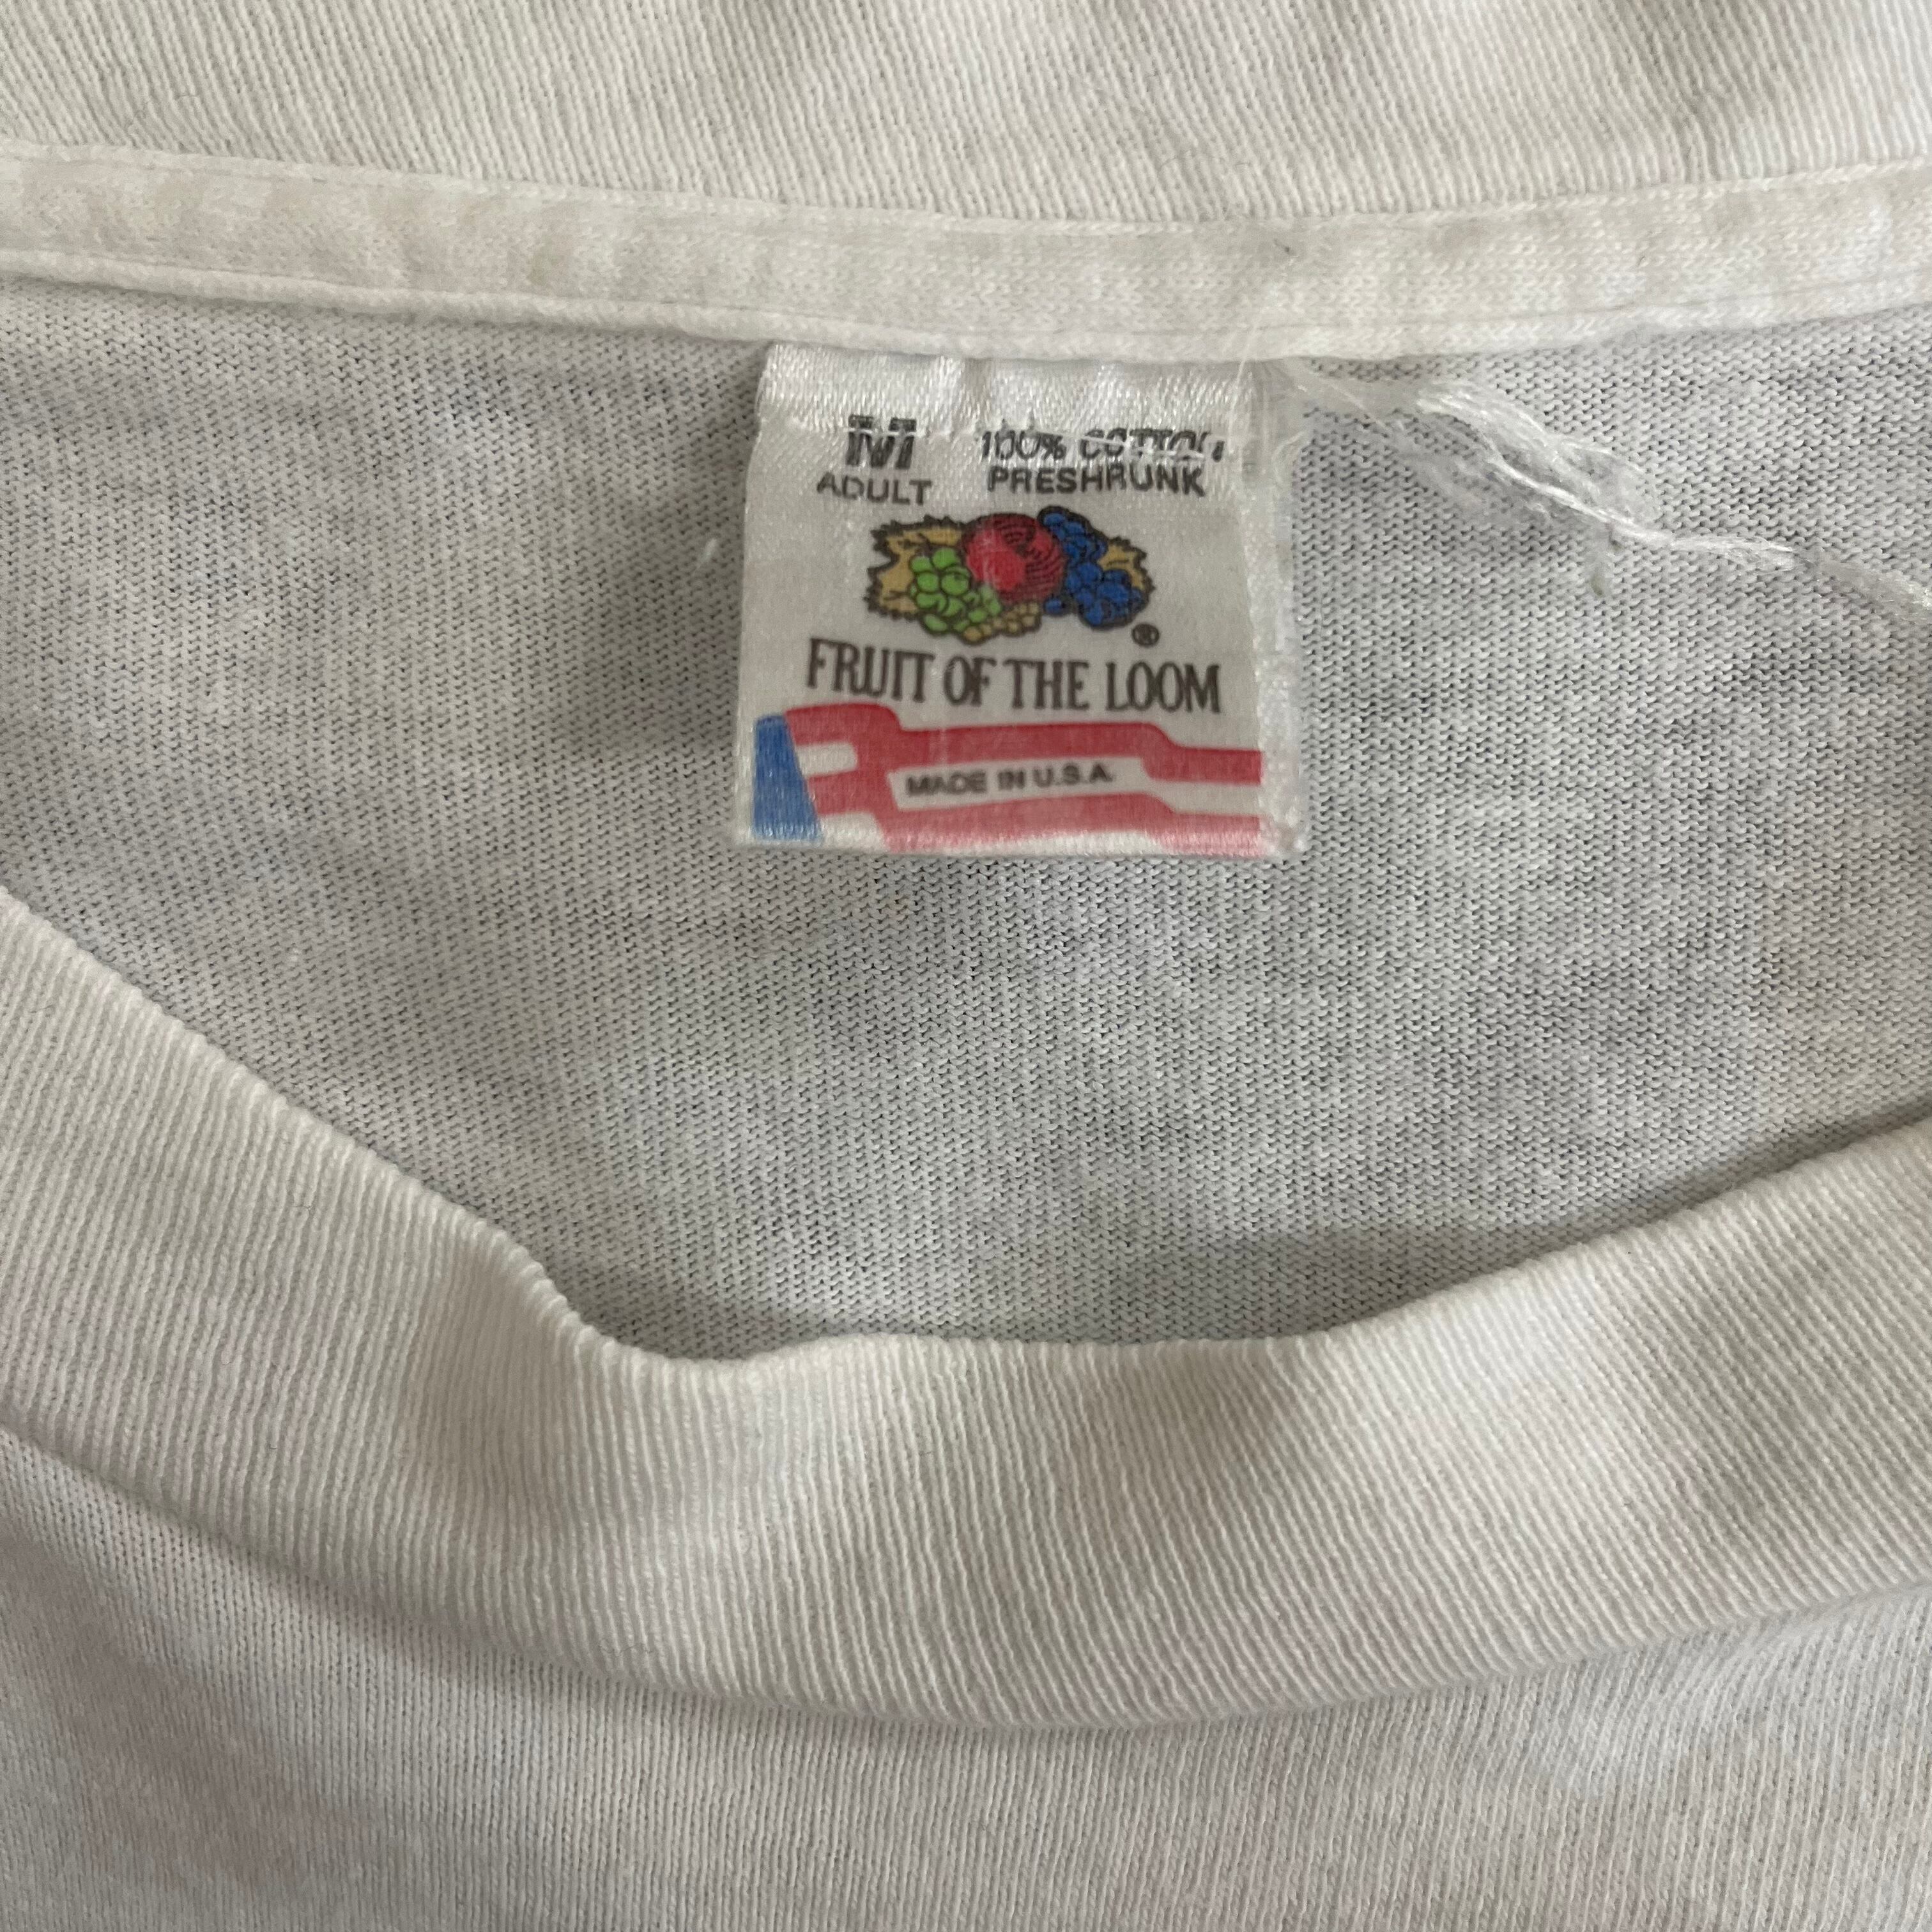 M 100% COTTON
ADULT PRESHRUNK
®
FRUIT OF THE LOOM
MADE IN U.S.A.